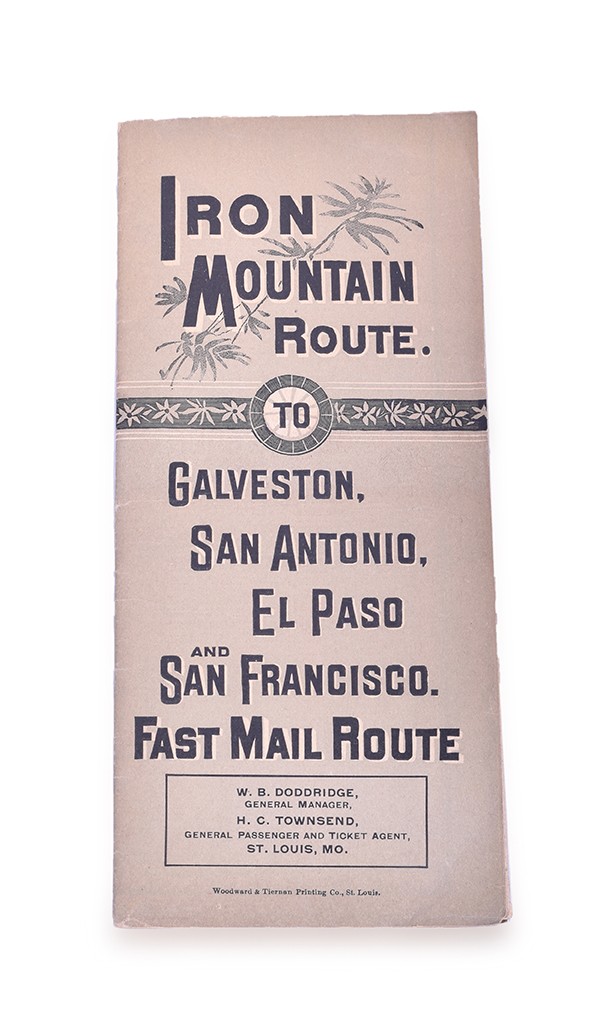 IRON
MOUNTAIN
ROUTE.
TO
GALVESTON,
SAN ANTONIO,
EL PASO
AND
SAN FRANCISCO.
FAST MAIL ROUTE
W. B. DODDRIDGE,
GENERAL MANAGER,
H. C. TOWNSEND,
GENERAL PASSENGER AND TICKET AGENT,
ST. LOUIS, MO.
Woodward & Tiernan Printing Co., St. Louis.